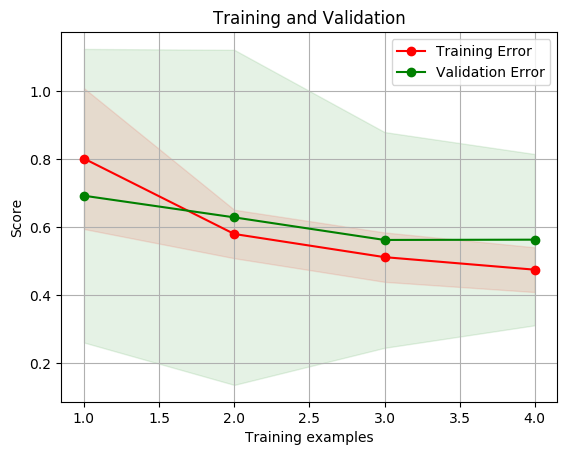 Training and Validation
Training Error
Validation Error
1.0
0.8
0.6
0.4
0.2
Score
1.0
1.5
2.0
2.5
3.0
3.5
4.0
Training examples